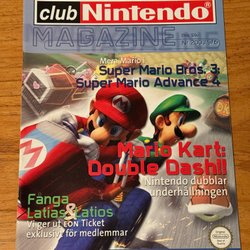 club Nintendo®
MAGAZINE
Mera Mario!
Super Mario Bros. 3:
Super Mario Advance 4
Mario Kart:
Double Dash!!
Nintendo dubblar
underhållningen
Fånga
Latias & Latios
Vi ger ut EON Ticket
exklusivt för medlemmar